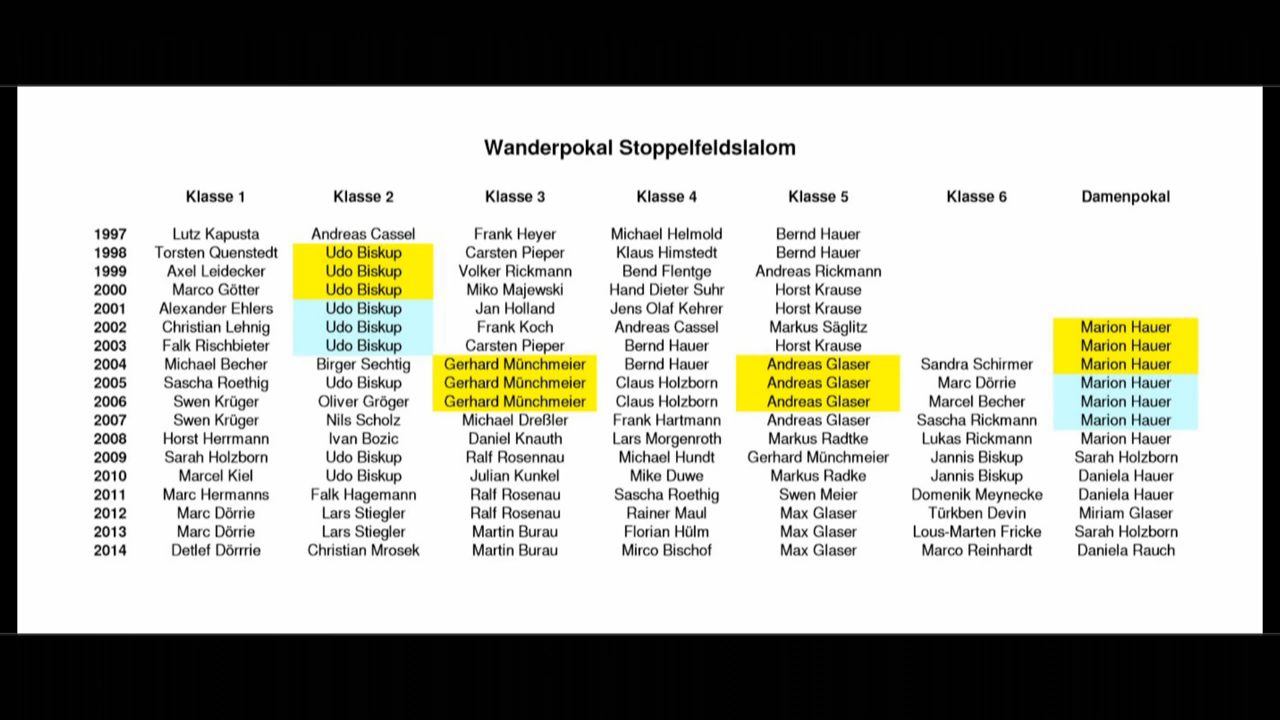 Wanderpokal Stoppelfeldslalom
Klasse 1 Klasse 2 Klasse 3 Klasse 4 Klasse 5 Klasse 6 Damenpokal
1997 Lutz Kapusta Andreas Cassel Frank Heyer Michael Helmold Bernd Hauer
1998 Torsten Quenstedt Udo Biskup Carsten Pieper Klaus Himstedt Bernd Hauer
1999 Axel Leidecker Udo Biskup Volker Rickmann Bend Flentge Andreas Rickmann
2000 Marco Götter Udo Biskup Miko Majewski Hand Dieter Suhr Horst Krause
2001 Alexander Ehlers Udo Biskup Jan Holland Jens Olaf Kehrer Horst Krause
2002 Christian Lehnig Udo Biskup Frank Koch Andreas Cassel Markus Säglitz Marion Hauer
2003 Falk Rischbieter Udo Biskup Carsten Pieper Bernd Hauer Horst Krause Marion Hauer
2004 Michael Becher Birger Sechtig Gerhard Münchmeier Bernd Hauer Andreas Glaser Sandra Schirmer Marion Hauer
2005 Sascha Roethig Udo Biskup Gerhard Münchmeier Claus Holzborn Andreas Glaser Marc Dörrie Marion Hauer
2006 Swen Krüger Oliver Gröger Gerhard Münchmeier Claus Holzborn Andreas Glaser Marcel Becher Marion Hauer
2007 Swen Krüger Nils Scholz Michael Dreßler Frank Hartmann Andreas Glaser Sascha Rickmann Marion Hauer
2008 Horst Herrmann Ivan Bozic Daniel Knauth Lars Morgenroth Markus Radtke Lukas Rickmann Marion Hauer
2009 Sarah Holzborn Udo Biskup Ralf Rosennau Michael Hundt Gerhard Münchmeier Jannis Biskup Sarah Holzborn
2010 Marcel Kiel Udo Biskup Julian Kunkel Mike Duwe Markus Radke Jannis Biskup Daniela Hauer
2011 Marc Hermanns Falk Hagemann Ralf Rosenau Sascha Roethig Swen Meier Domenik Meynecke Daniela Hauer
2012 Marc Dörrie Lars Stiegler Ralf Rosenau Rainer Maul Max Glaser Türkben Devin Miriam Glaser
2013 Marc Dörrie Lars Stiegler Martin Burau Florian Hülm Max Glaser Lous-Marten Fricke Sarah Holzborn
2014 Detlef Dörrrie Christian Mrosek Martin Burau Mirco Bischof Max Glaser Marco Reinhardt Daniela Rauch